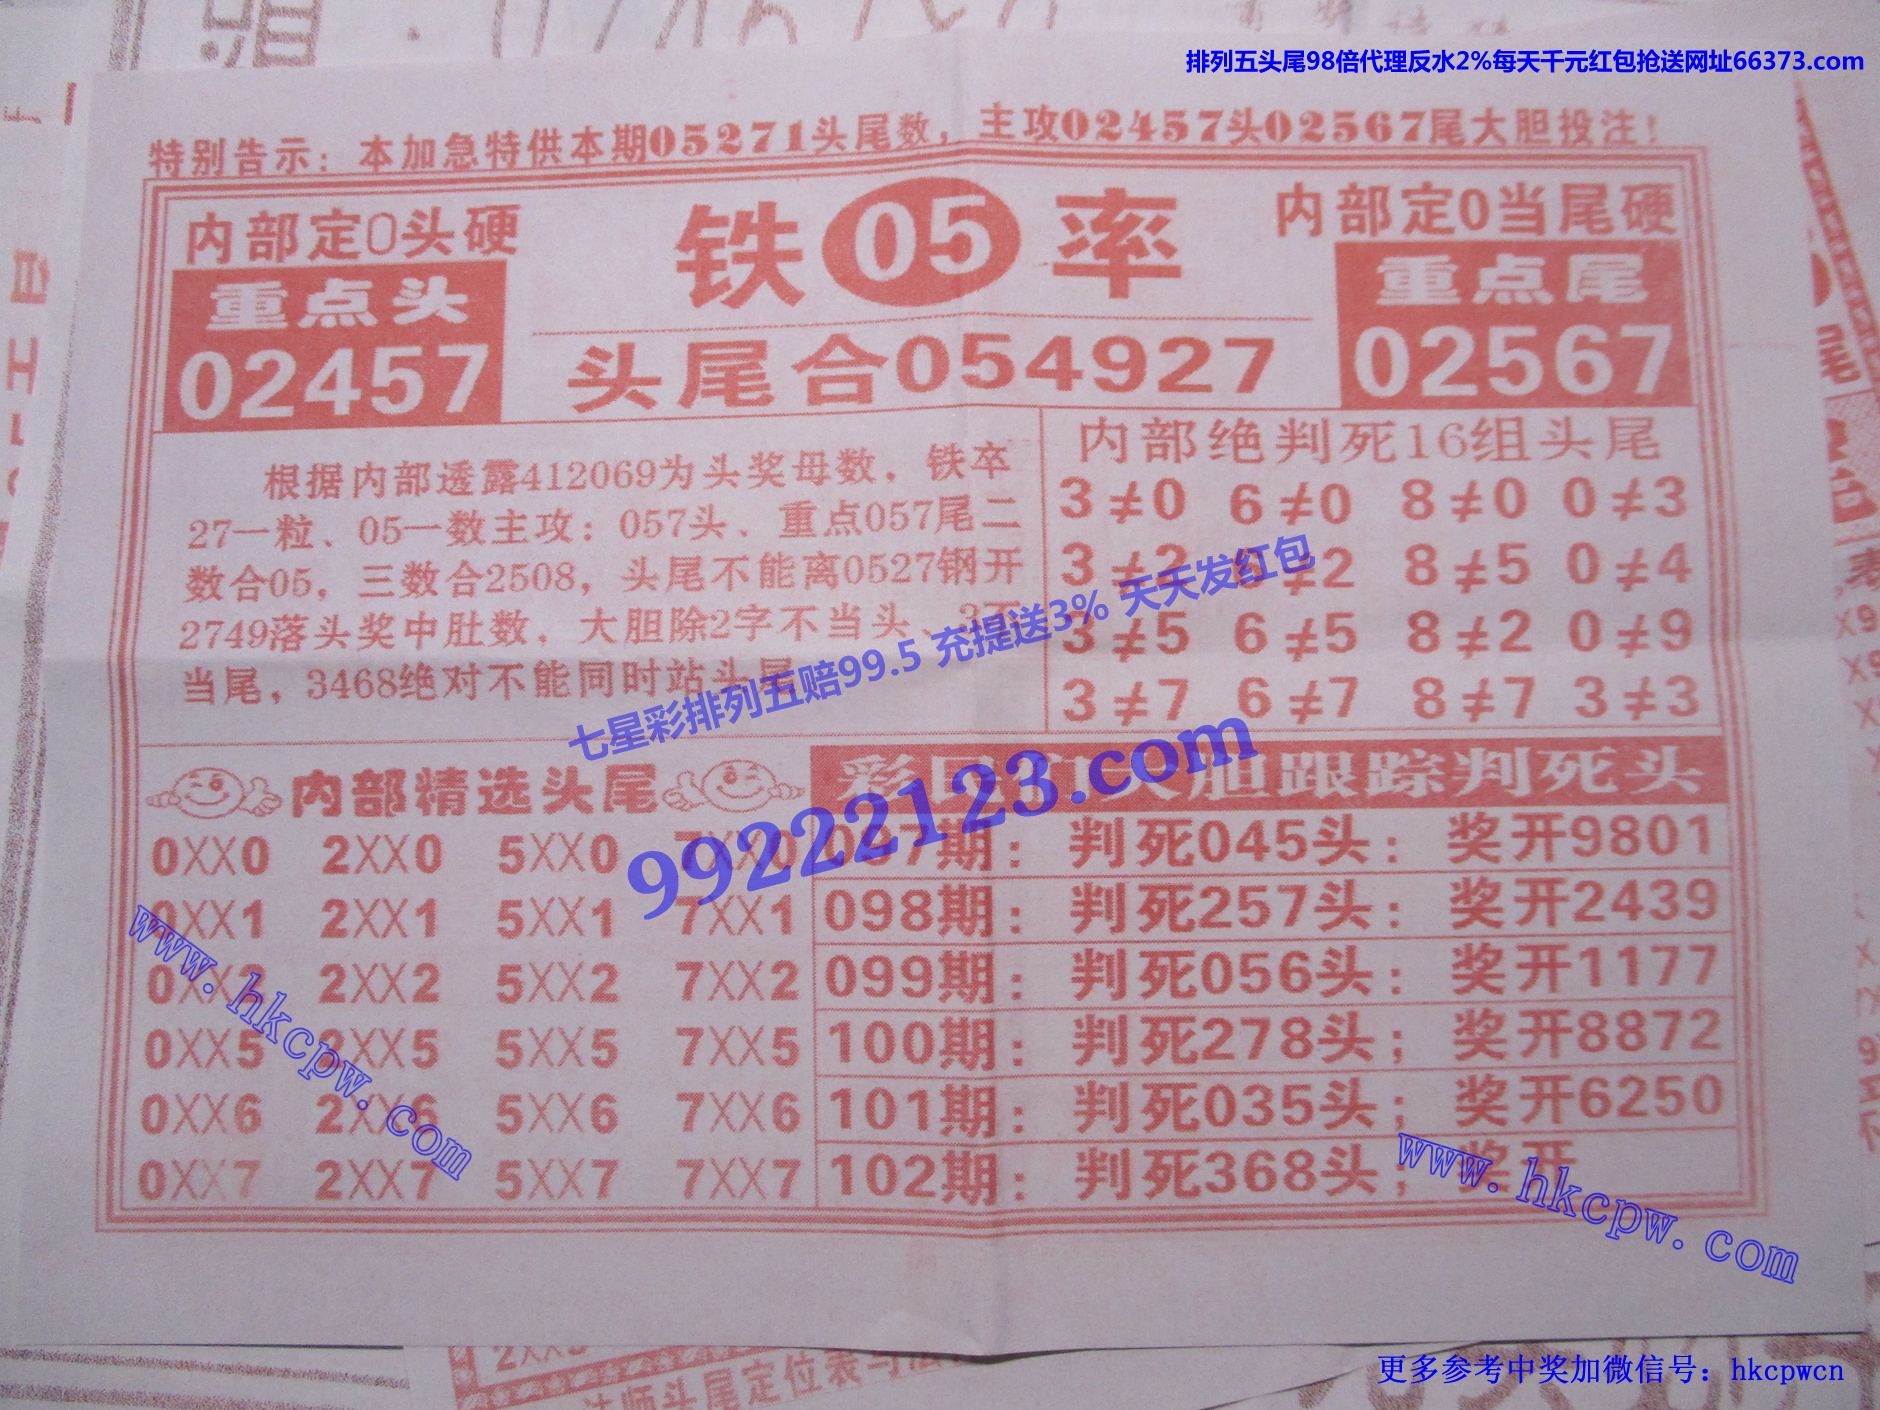 排列五头尾98倍代理反水2%每天千元红包抢送网址66373.com
特别告示：本加急特供本期05271头尾数，主攻02457头02567尾大胆投注！
内部定0头硬
重点头
02457
铁05率
头尾合054927
内部定0当尾硬
重点尾
02567
根据内部透露412069为头奖母数，铁卒
27一粒、05一数主攻：057头、重点057尾二
数合05，三数合2508，头尾不能离0527钢开
2749落头奖中肚数，大胆除2字不当头、3不
当尾，3468绝对不能同时站头尾
内部绝判死16组头尾
3≠0 6≠0 8≠0 0≠3
3≠2 6≠2 8≠5 0≠4
3≠5 6≠5 8≠2 0≠9
3≠7 6≠7 8≠7 3≠3
七星彩排列五赔99.5 充提送3% 天天发红包
99222123.com
内部精选头尾
0XX0 2XX0 5XX0 7XX0
0XX1 2XX1 5XX1 7XX1
0XX2 2XX2 5XX2 7XX2
0XX5 2XX5 5XX5 7XX5
0XX6 2XX6 5XX6 7XX6
0XX7 2XX7 5XX7 7XX7
彩民 大胆跟踪判死头
097期：判死045头：奖开9801
098期：判死257头：奖开2439
099期：判死056头：奖开1177
100期：判死278头；奖开8872
101期：判死035头；奖开6250
102期：判死368头；奖开
www.hkcpw.com
www.hkcpw.com
更多参考中奖加微信号：hkcpwcn